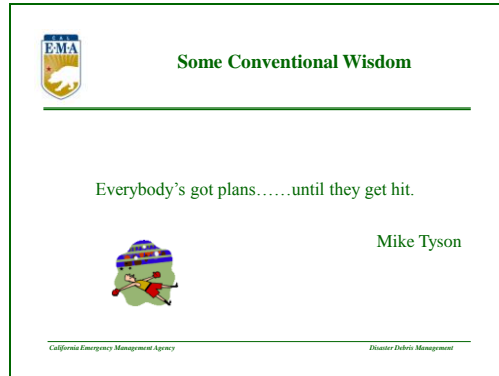 CAL
E·M·A
Some Conventional Wisdom
Everybody's got plans……until they get hit.
Mike Tyson
California Emergency Management Agency Disaster Debris Management